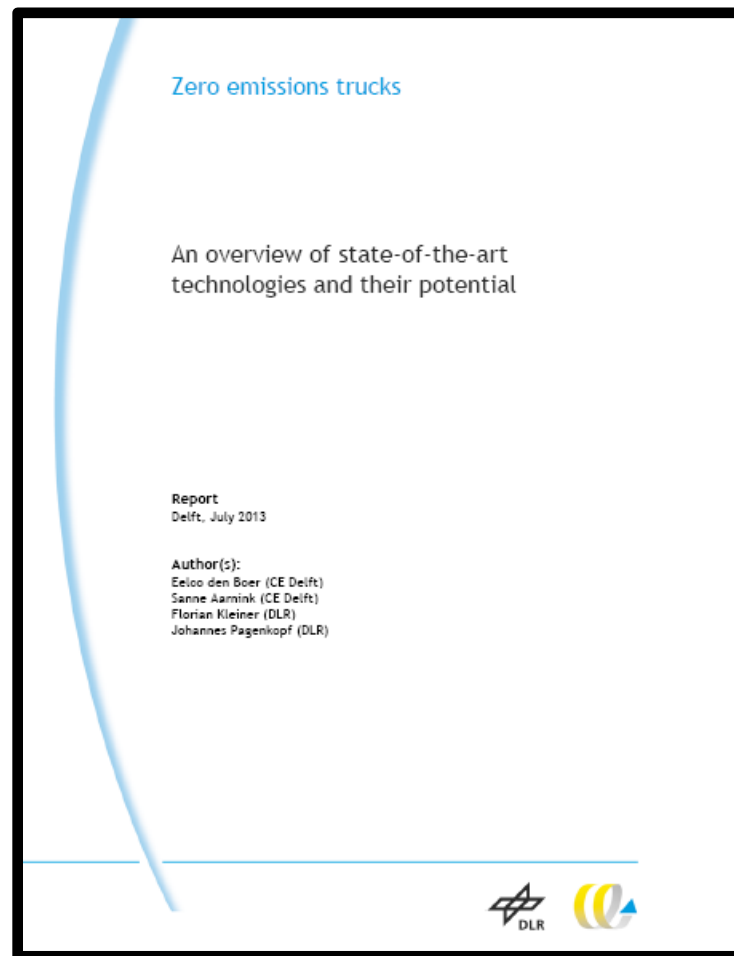 Zero emissions trucks
An overview of state-of-the-art
technologies and their potential
Report
Delft, July 2013
Author(s):
Eelco den Boer (CE Delft)
Sanne Aarnink (CE Delft)
Florian Kleiner (DLR)
Johannes Pagenkopf (DLR)
DLR